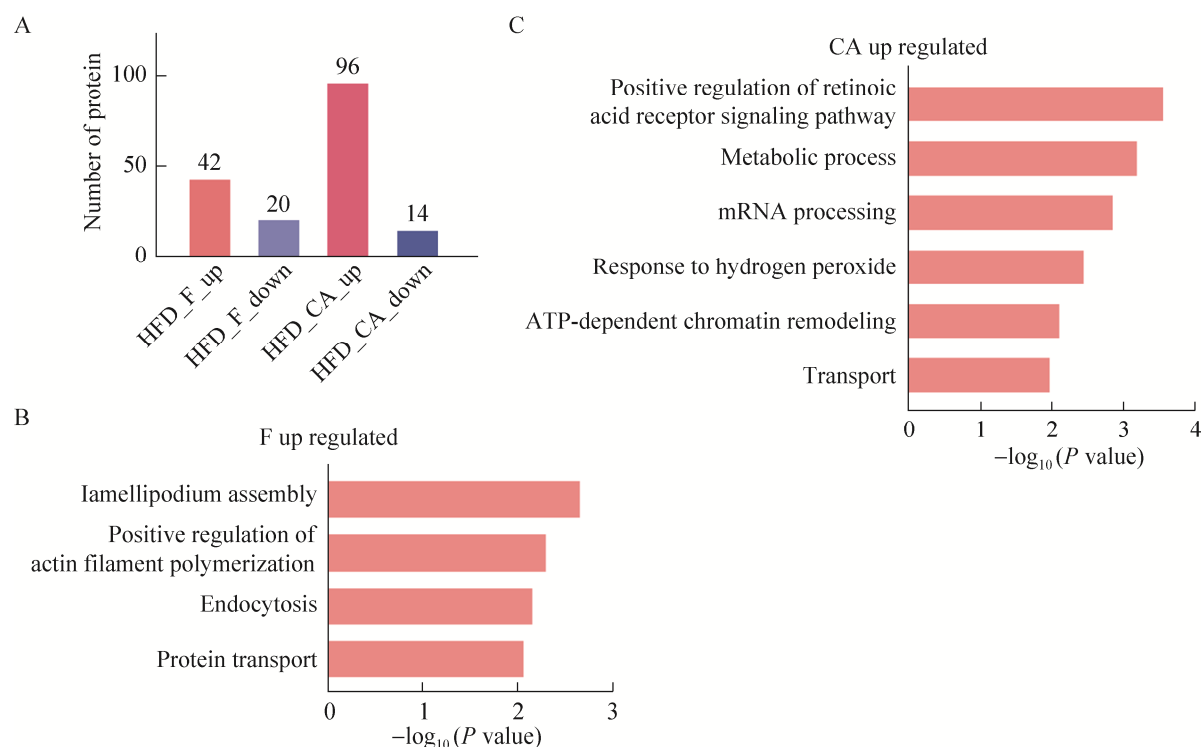 A
Number of protein
100
50
0
42
20
96
14
HFD_F_up
HFD_F_down
HFD_CA_up
HFD_CA_down
B
F up regulated
Iamellipodium assembly
Positive regulation of
actin filament polymerization
Endocytosis
Protein transport
0 1 2 3
−log₁₀ (P value)
C
CA up regulated
Positive regulation of retinoic
acid receptor signaling pathway
Metabolic process
mRNA processing
Response to hydrogen peroxide
ATP-dependent chromatin remodeling
Transport
0 1 2 3 4
−log₁₀ (P value)